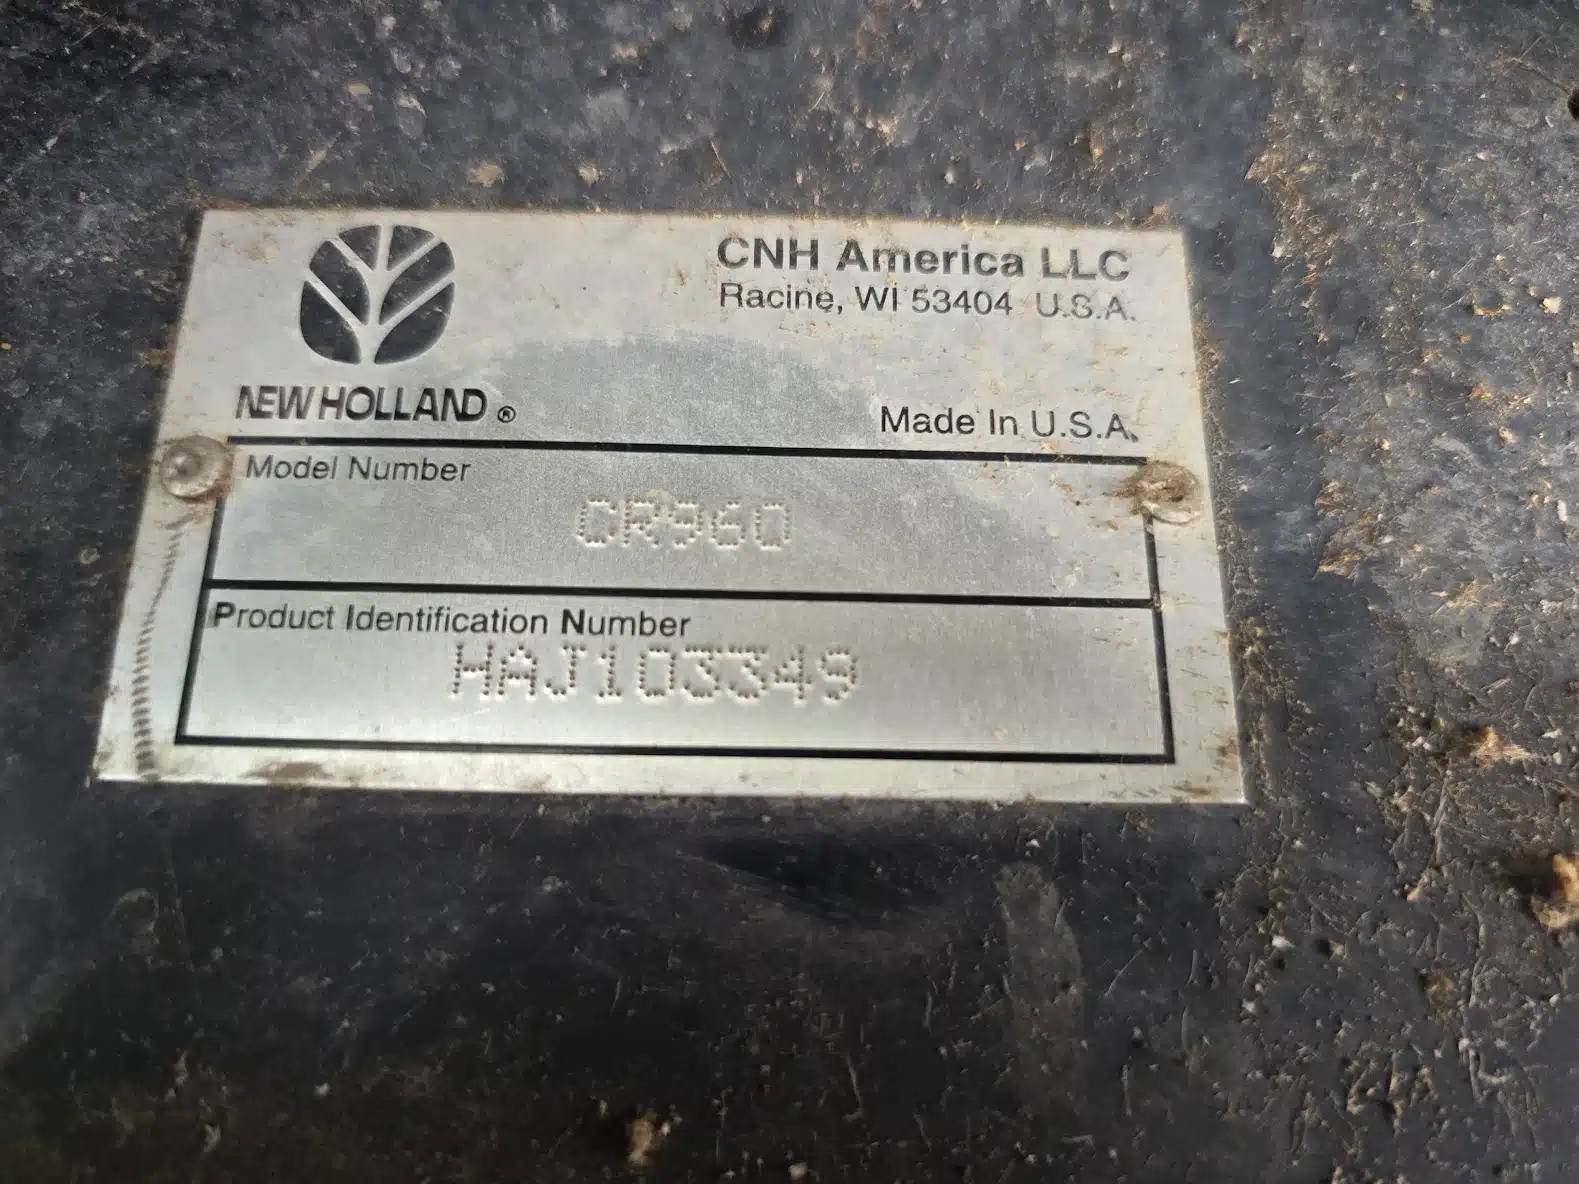 CNH America LLC
Racine, WI 53404 U.S.A.
NEW HOLLAND ®
Made In U.S.A.
Model Number
CR960
Product Identification Number
HAJ103349